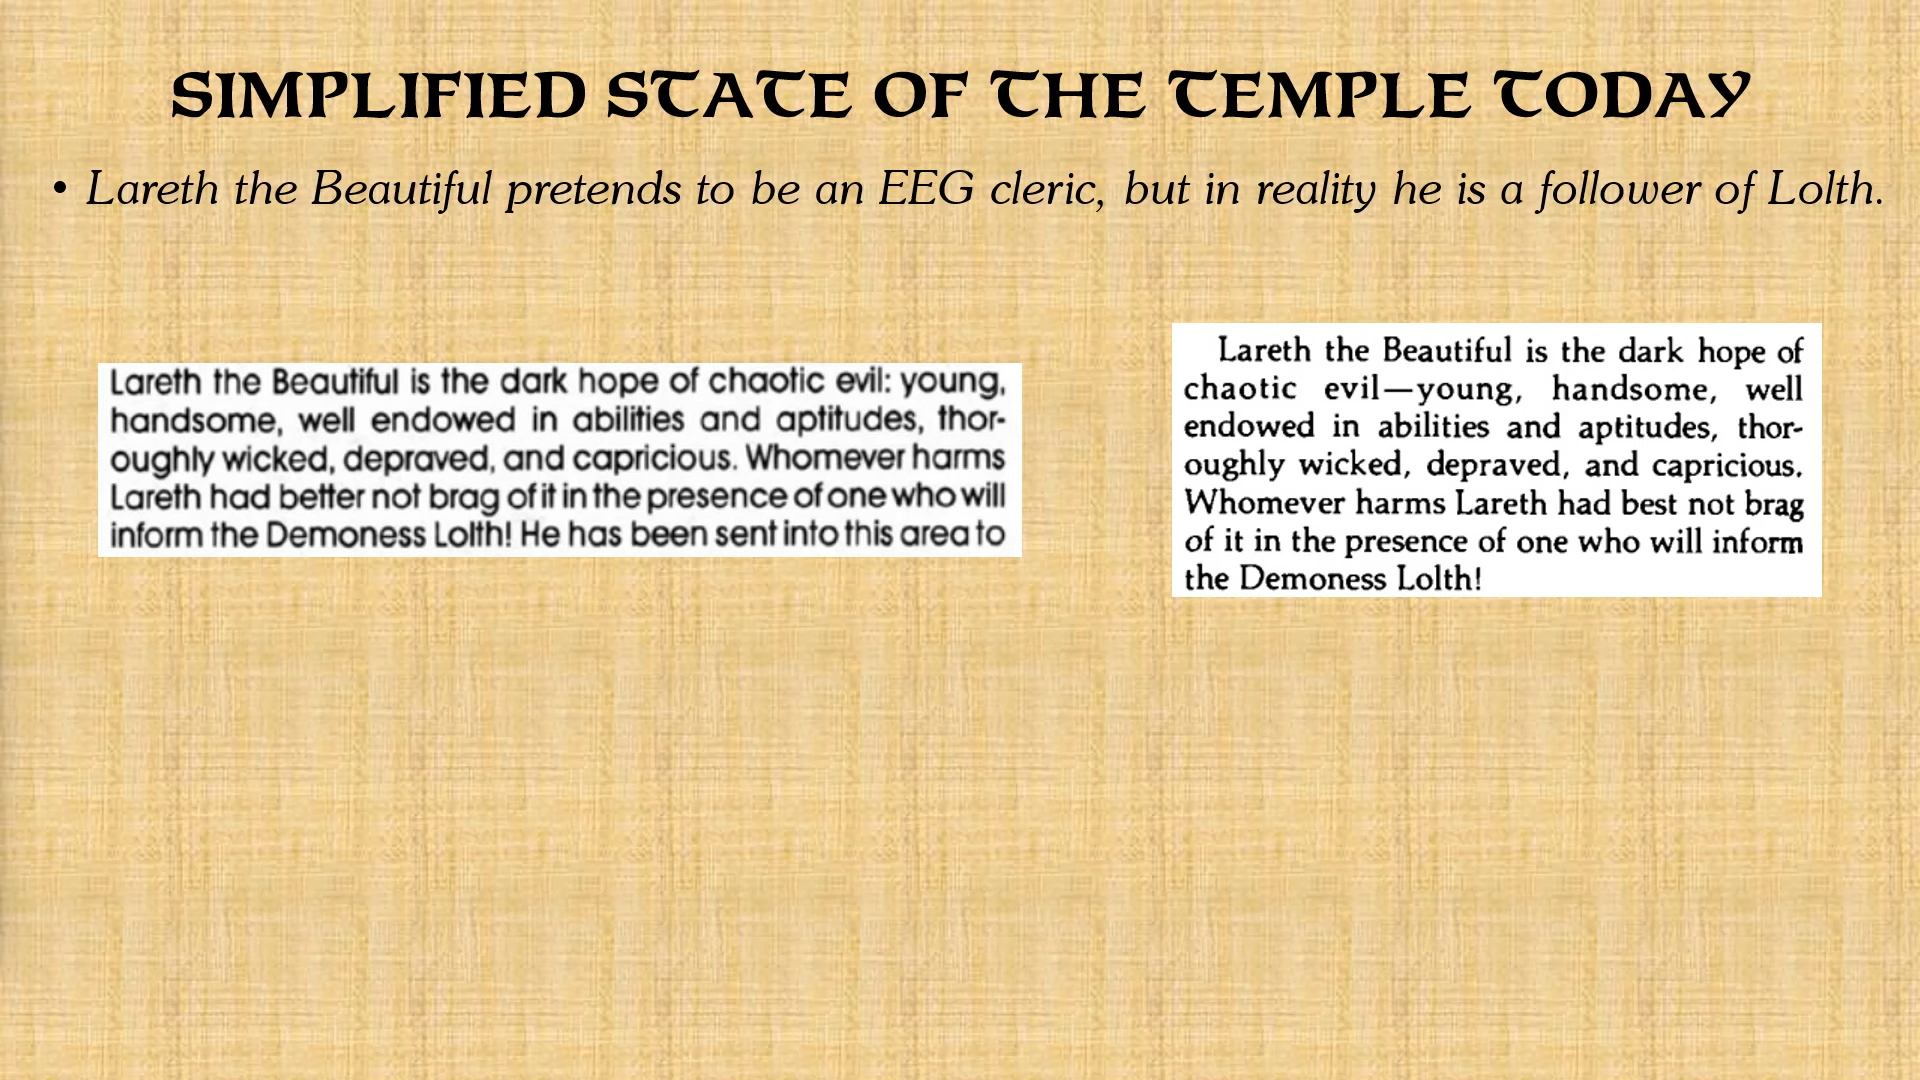 SIMPLIFIED STATE OF THE TEMPLE TODAY
• Lareth the Beautiful pretends to be an EEG cleric, but in reality he is a follower of Lolth.
Lareth the Beautiful is the dark hope of chaotic evil: young,
handsome, well endowed in abilities and aptitudes, thor-
oughly wicked, depraved, and capricious. Whomever harms
Lareth had better not brag of it in the presence of one who will
inform the Demoness Lolth! He has been sent into this area to
Lareth the Beautiful is the dark hope of
chaotic evil—young, handsome, well
endowed in abilities and aptitudes, thor-
oughly wicked, depraved, and capricious.
Whomever harms Lareth had best not brag
of it in the presence of one who will inform
the Demoness Lolth!